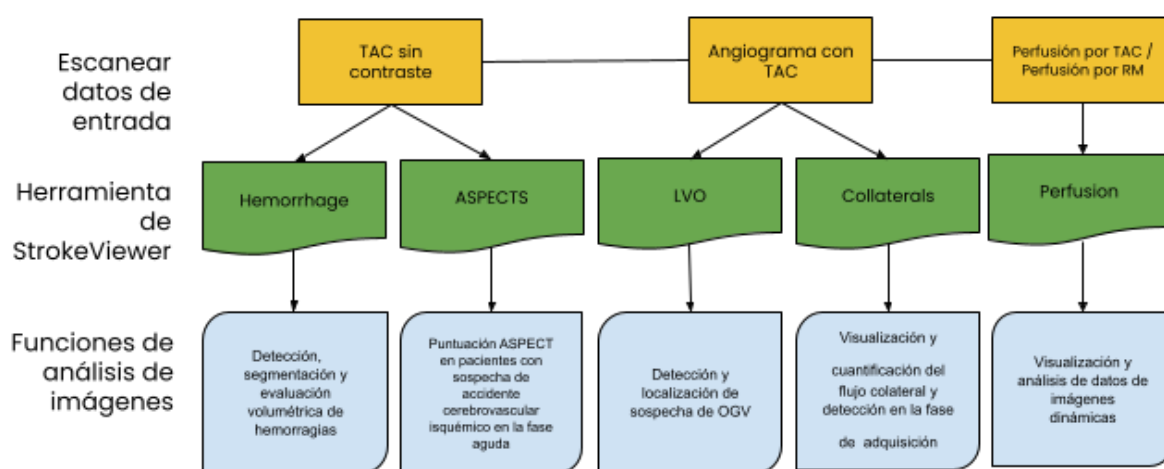 Escanear
datos de
entrada
TAC sin
contraste
Angiograma con
TAC
Perfusión por TAC /
Perfusión por RM
Herramienta
de
StrokeViewer
Hemorrhage
ASPECTS
LVO
Collaterals
Perfusion
Funciones de
análisis de
imágenes
Detección,
segmentación y
evaluación
volumétrica de
hemorragias
Puntuación ASPECT
en pacientes con
sospecha de
accidente
cerebrovascular
isquémico en la fase
aguda
Detección y
localización de
sospecha de OGV
Visualización y
cuantificación del
flujo colateral y
detección en la fase
de adquisición
Visualización y
análisis de datos de
imágenes
dinámicas